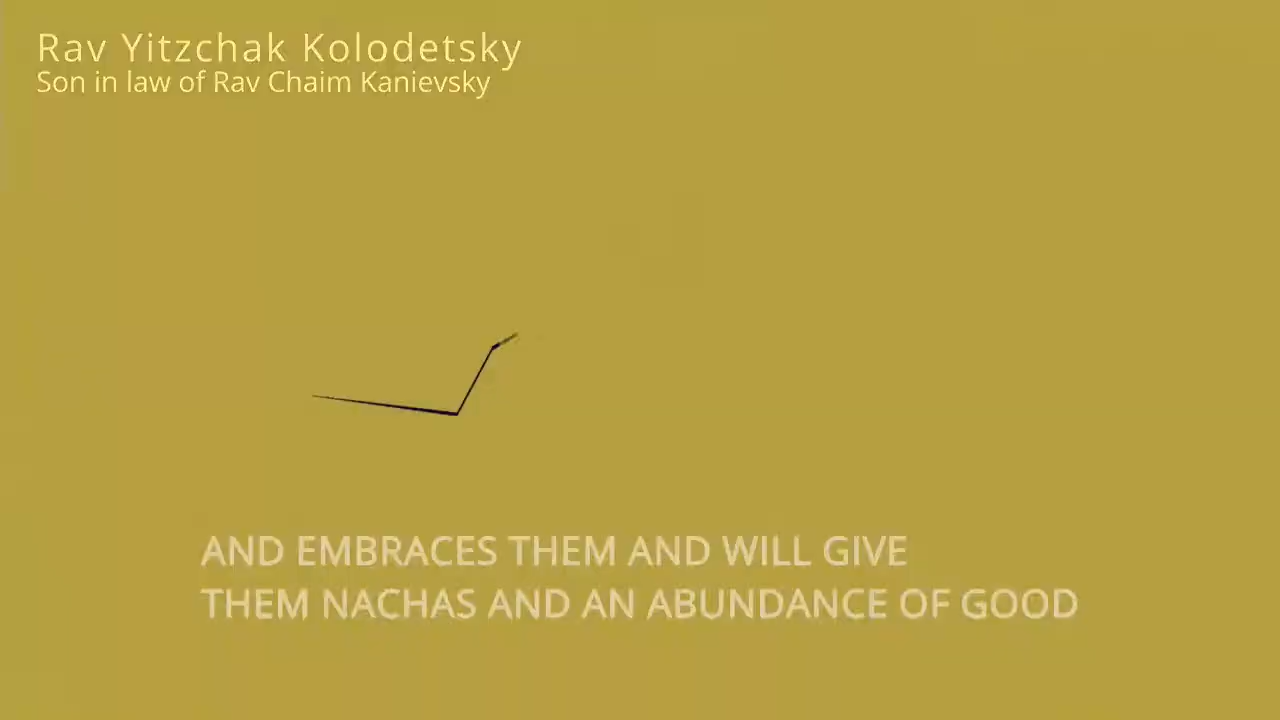 Rav Yitzchak Kolodetsky
Son in law of Rav Chaim Kanievsky
AND EMBRACES THEM AND WILL GIVE
THEM NACHAS AND AN ABUNDANCE OF GOOD